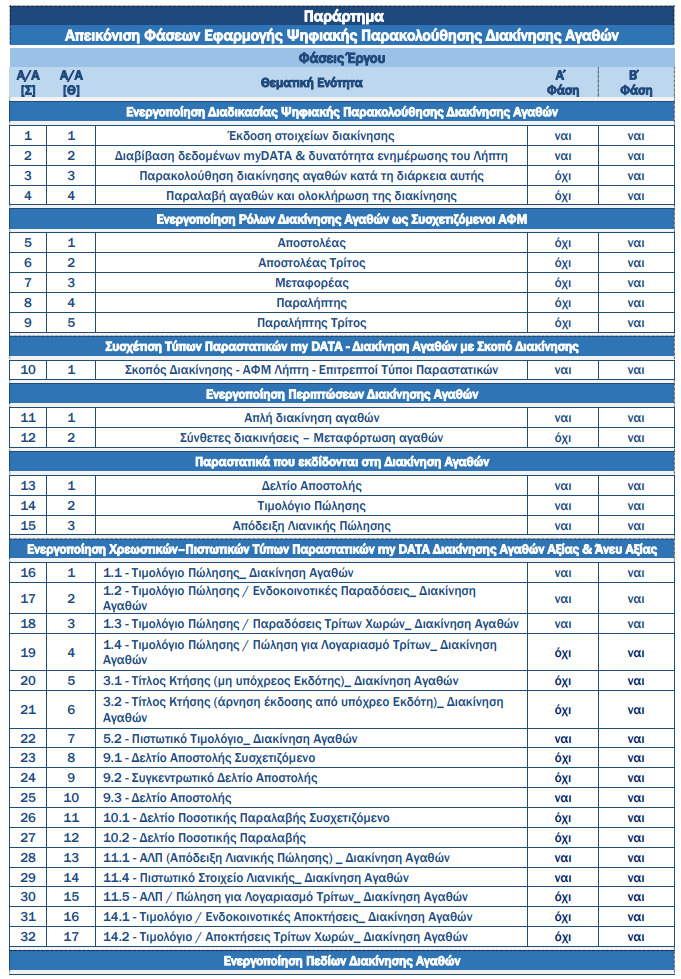 Παράρτημα
Απεικόνιση Φάσεων Εφαρμογής Ψηφιακής Παρακολούθησης Διακίνησης Αγαθών
Φάσεις Έργου
Α/Α [Σ] Α/Α [Θ] Θεματική Ενότητα Α΄ Φάση Β΄ Φάση
Ενεργοποίηση Διαδικασίας Ψηφιακής Παρακολούθησης Διακίνησης Αγαθών
1 1 Έκδοση στοιχείων διακίνησης ναι ναι
2 2 Διαβίβαση δεδομένων myDATA & δυνατότητα ενημέρωσης του Λήπτη ναι ναι
3 3 Παρακολούθηση διακίνησης αγαθών κατά τη διάρκεια αυτής όχι ναι
4 4 Παραλαβή αγαθών και ολοκλήρωση της διακίνησης όχι ναι
Ενεργοποίηση Ρόλων Διακίνησης Αγαθών ως Συσχετιζόμενοι ΑΦΜ
5 1 Αποστολέας όχι ναι
6 2 Αποστολέας Τρίτος όχι ναι
7 3 Μεταφορέας όχι ναι
8 4 Παραλήπτης όχι ναι
9 5 Παραλήπτης Τρίτος όχι ναι
Συσχέτιση Τύπων Παραστατικών my DATA - Διακίνηση Αγαθών με Σκοπό Διακίνησης
10 1 Σκοπός Διακίνησης - ΑΦΜ Λήπτη - Επιτρεπτοί Τύποι Παραστατικών ναι ναι
Ενεργοποίηση Περιπτώσεων Διακίνησης Αγαθών
11 1 Απλή διακίνηση αγαθών ναι ναι
12 2 Σύνθετες διακινήσεις – Μεταφόρτωση αγαθών όχι ναι
Παραστατικά που εκδίδονται στη Διακίνηση Αγαθών
13 1 Δελτίο Αποστολής ναι ναι
14 2 Τιμολόγιο Πώλησης ναι ναι
15 3 Απόδειξη Λιανικής Πώλησης ναι ναι
Ενεργοποίηση Χρεωστικών–Πιστωτικών Τύπων Παραστατικών my DATA Διακίνησης Αγαθών Αξίας & Άνευ Αξίας
16 1 1.1 - Τιμολόγιο Πώλησης_ Διακίνηση Αγαθών ναι ναι
17 2 1.2 - Τιμολόγιο Πώλησης / Ενδοκοινοτικές Παραδόσεις_ Διακίνηση
Αγαθών ναι ναι
18 3 1.3 - Τιμολόγιο Πώλησης / Παραδόσεις Τρίτων Χωρών_ Διακίνηση Αγαθών ναι ναι
19 4 1.4 - Τιμολόγιο Πώλησης / Πώληση για Λογαριασμό Τρίτων_ Διακίνηση
Αγαθών όχι ναι
20 5 3.1 - Τίτλος Κτήσης (μη υπόχρεος Εκδότης)_ Διακίνηση Αγαθών όχι ναι
21 6 3.2 - Τίτλος Κτήσης (άρνηση έκδοσης από υπόχρεο Εκδότη)_ Διακίνηση
Αγαθών όχι ναι
22 7 5.2 - Πιστωτικό Τιμολόγιο_ Διακίνηση Αγαθών ναι ναι
23 8 9.1 - Δελτίο Αποστολής Συσχετιζόμενο όχι ναι
24 9 9.2 - Συγκεντρωτικό Δελτίο Αποστολής όχι ναι
25 10 9.3 - Δελτίο Αποστολής ναι ναι
26 11 10.1 - Δελτίο Ποσοτικής Παραλαβής Συσχετιζόμενο όχι ναι
27 12 10.2 - Δελτίο Ποσοτικής Παραλαβής όχι ναι
28 13 11.1 - ΑΛΠ (Απόδειξη Λιανικής Πώλησης) _ Διακίνηση Αγαθών ναι ναι
29 14 11.4 - Πιστωτικό Στοιχείο Λιανικής_ Διακίνηση Αγαθών ναι ναι
30 15 11.5 - ΑΛΠ / Πώληση για Λογαριασμό Τρίτων_ Διακίνηση Αγαθών όχι ναι
31 16 14.1 - Τιμολόγιο / Ενδοκοινοτικές Αποκτήσεις_ Διακίνηση Αγαθών όχι ναι
32 17 14.2 - Τιμολόγιο / Αποκτήσεις Τρίτων Χωρών_ Διακίνηση Αγαθών όχι ναι
Ενεργοποίηση Πεδίων Διακίνησης Αγαθών